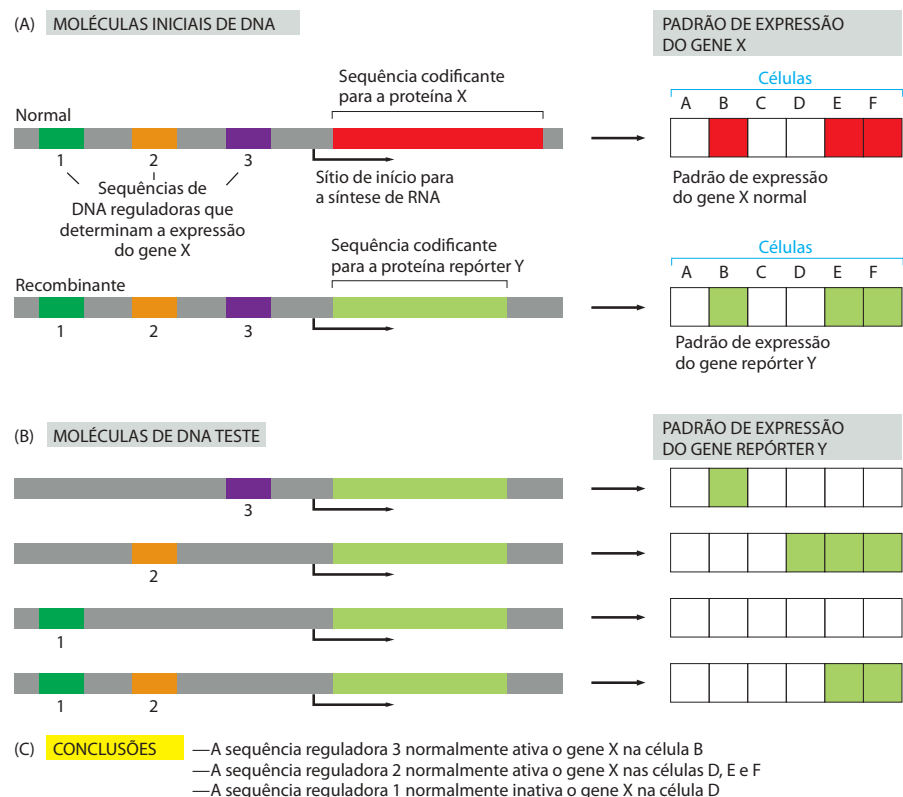 (A) MOLÉCULAS INICIAIS DE DNA
PADRÃO DE EXPRESSÃO
DO GENE X
Sequência codificante
para a proteína X
Células
A B C D E F
Normal
1 2 3
Sequências de
DNA reguladoras que
determinam a expressão
do gene X
Sítio de início para
a síntese de RNA
Padrão de expressão
do gene X normal
Sequência codificante
para a proteína repórter Y
Células
A B C D E F
Recombinante
1 2 3
Padrão de expressão
do gene repórter Y
(B) MOLÉCULAS DE DNA TESTE
PADRÃO DE EXPRESSÃO
DO GENE REPÓRTER Y
3
2
1
1 2
(C) CONCLUSÕES —A sequência reguladora 3 normalmente ativa o gene X na célula B
—A sequência reguladora 2 normalmente ativa o gene X nas células D, E e F
—A sequência reguladora 1 normalmente inativa o gene X na célula D